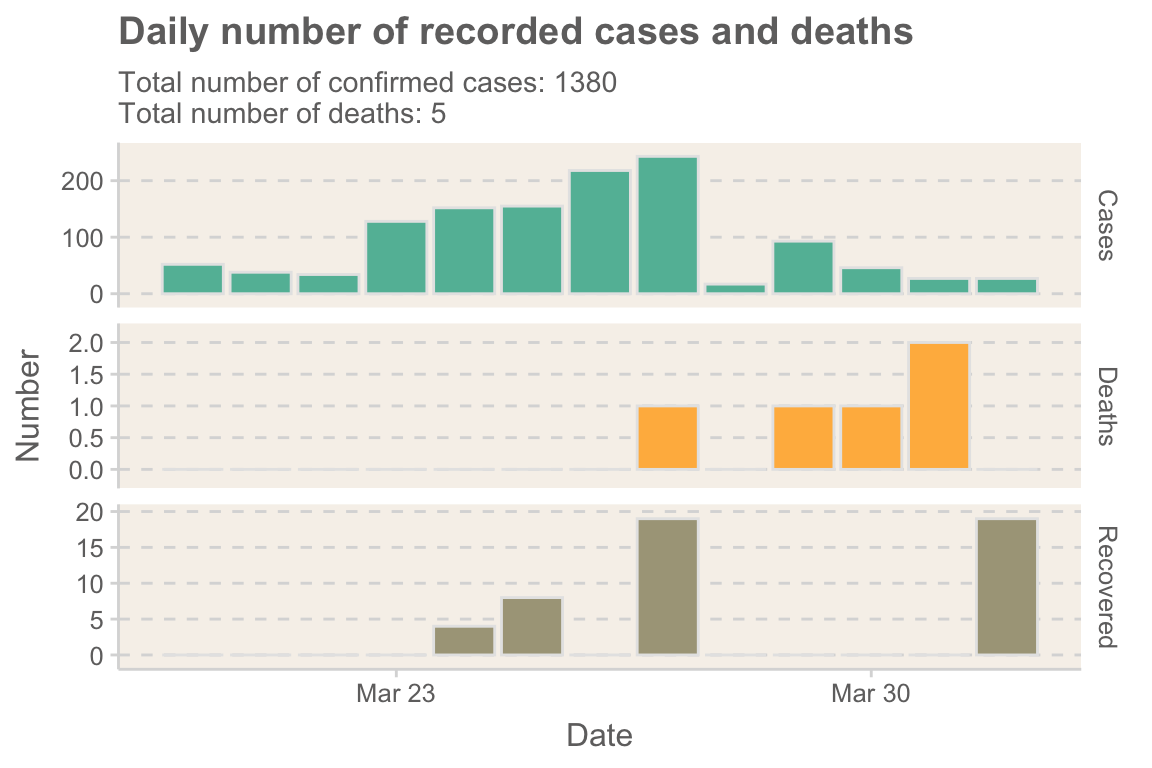 Daily number of recorded cases and deaths
Total number of confirmed cases: 1380
Total number of deaths: 5
200
100
0
Cases
2.0
1.5
1.0
0.5
0.0
Deaths
20
15
10
5
0
Recovered
Number
Mar 23
Mar 30
Date